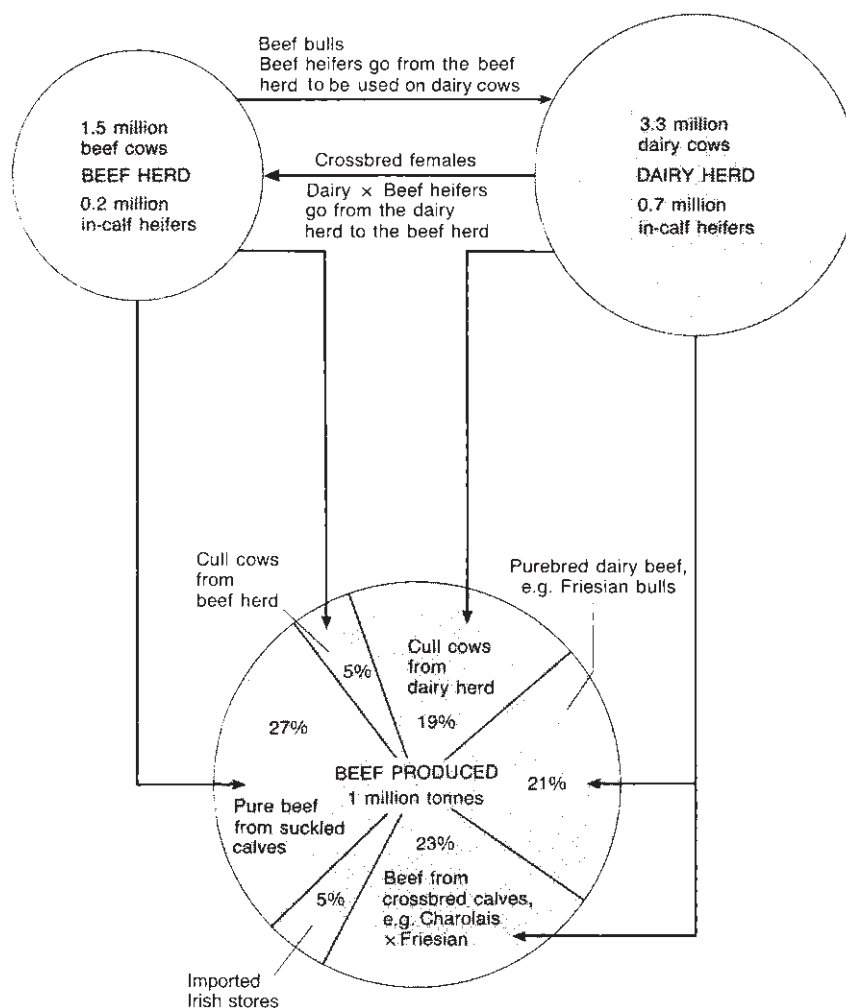 Beef bulls
Beef heifers go from the beef
herd to be used on dairy cows
1.5 million
beef cows
BEEF HERD
0.2 million
in-calf heifers
Crossbred females
Dairy × Beef heifers
go from the dairy
herd to the beef herd
3.3 million
dairy cows
DAIRY HERD
0.7 million
in-calf heifers
Cull cows
from
beef herd
Purebred dairy beef,
e.g. Friesian bulls
5%
Cull cows
from
dairy herd
19%
27%
BEEF PRODUCED
1 million tonnes
21%
Pure beef
from suckled
calves
23%
Beef from
crossbred calves,
e.g. Charolais
× Friesian
5%
Imported
Irish stores